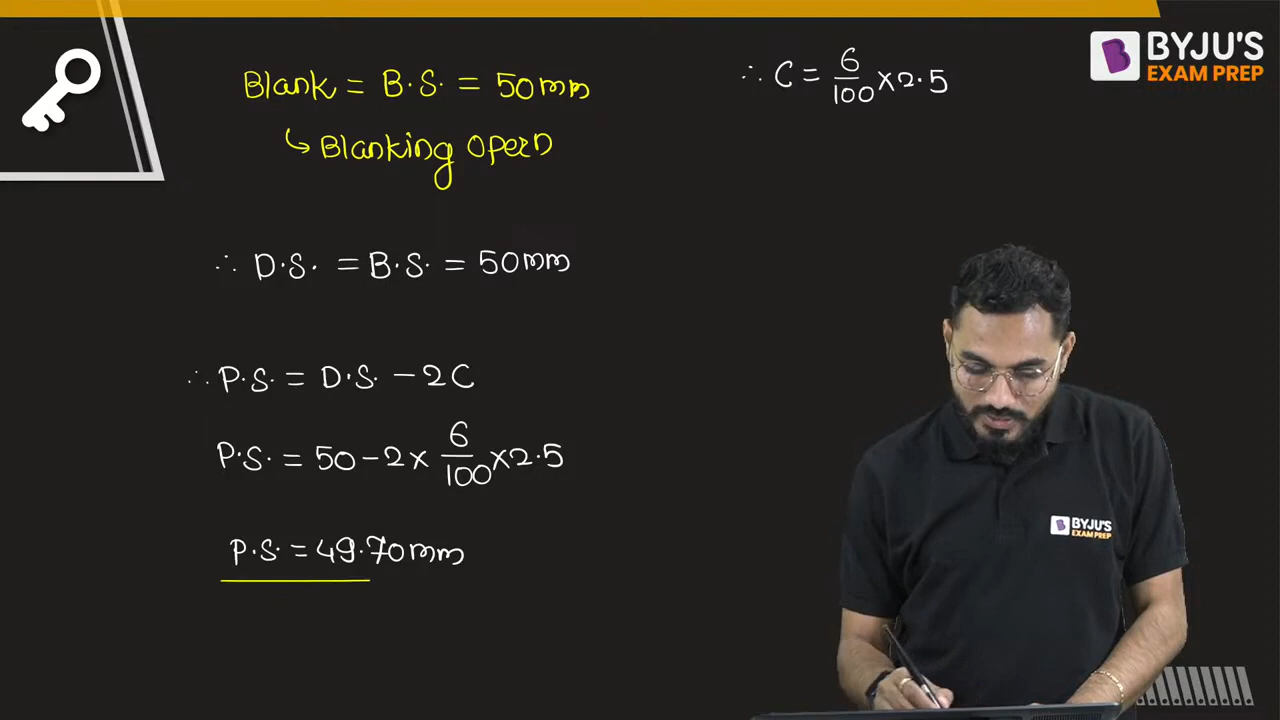 Blank = B.S. = 50mm
↳ Blanking Opern
∴ D.S. = B.S. = 50mm
∴ P.S. = D.S. - 2C
P.S. = 50 - 2 × 6/100 × 2.5
P.S. = 49.70mm
∴ C = 6/100 × 2.5
BYJU'S
EXAM PREP
BYJU'S
EXAM PREP